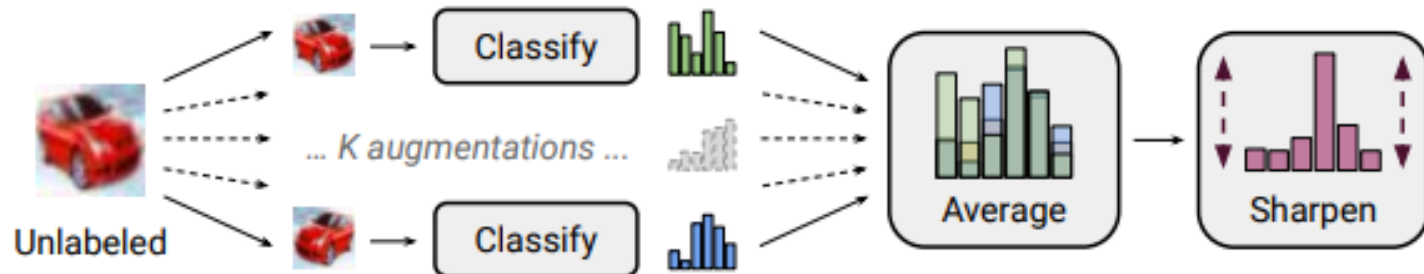 Classify
... K augmentations ...
Classify
Unlabeled
Average
Sharpen